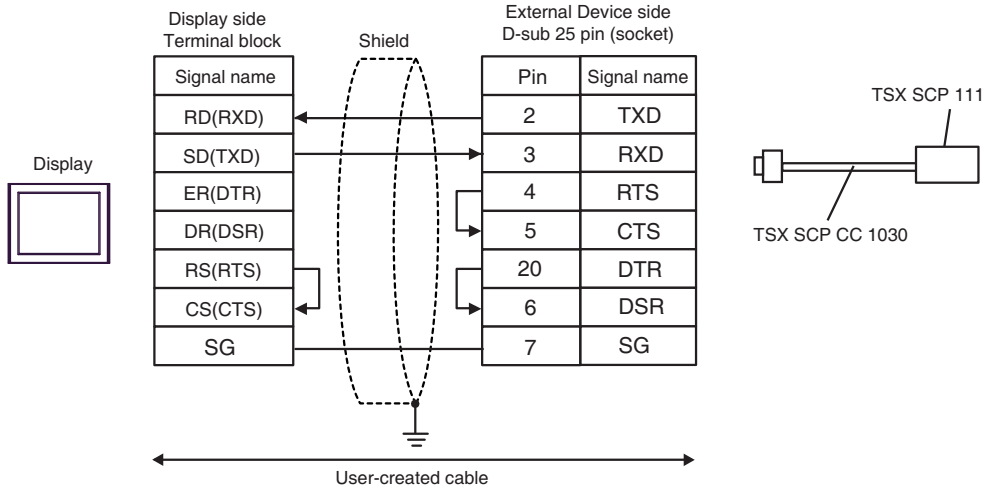 Display side
Terminal block
Shield
External Device side
D-sub 25 pin (socket)
Signal name
Pin Signal name
RD(RXD) 2 TXD
SD(TXD) 3 RXD
ER(DTR) 4 RTS
DR(DSR) 5 CTS
RS(RTS) 20 DTR
CS(CTS) 6 DSR
SG 7 SG
Display
TSX SCP 111
TSX SCP CC 1030
User-created cable